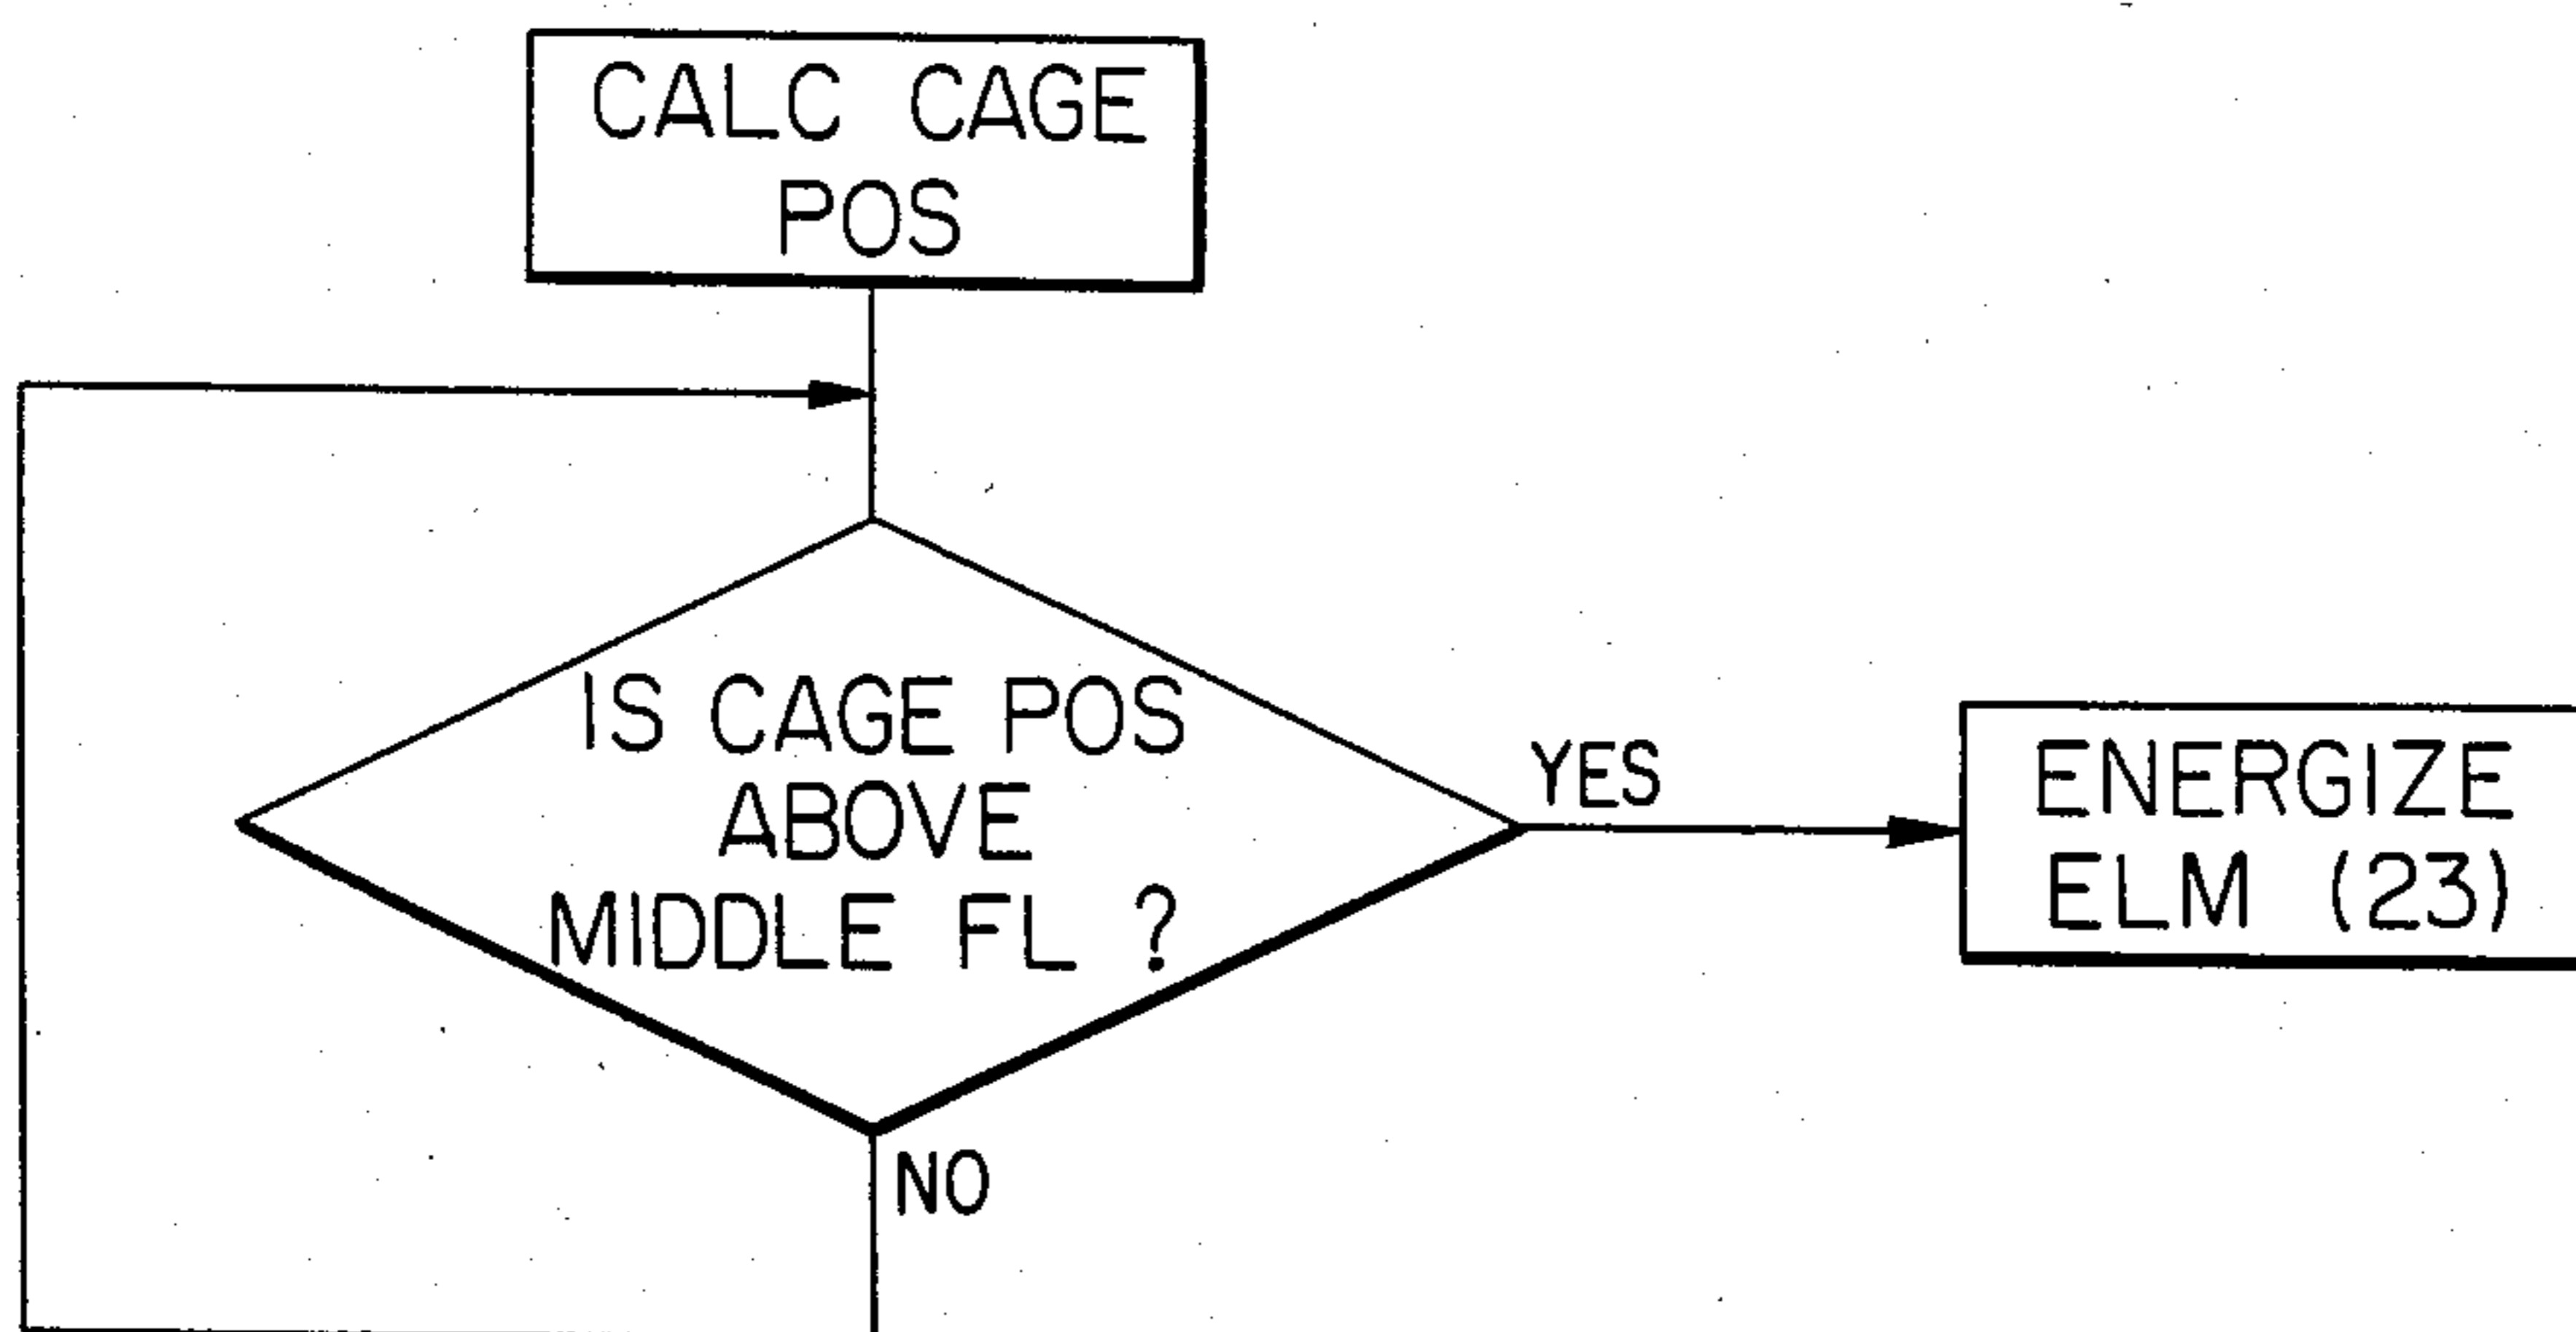 CALC CAGE
POS
IS CAGE POS
ABOVE
MIDDLE FL ?
YES
ENERGIZE
ELM (23)
NO